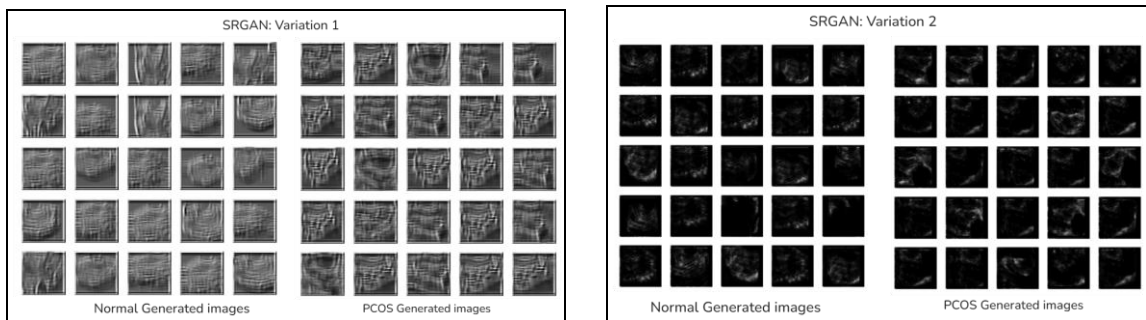 SRGAN: Variation 1
Normal Generated images
PCOS Generated images
SRGAN: Variation 2
Normal Generated images
PCOS Generated images